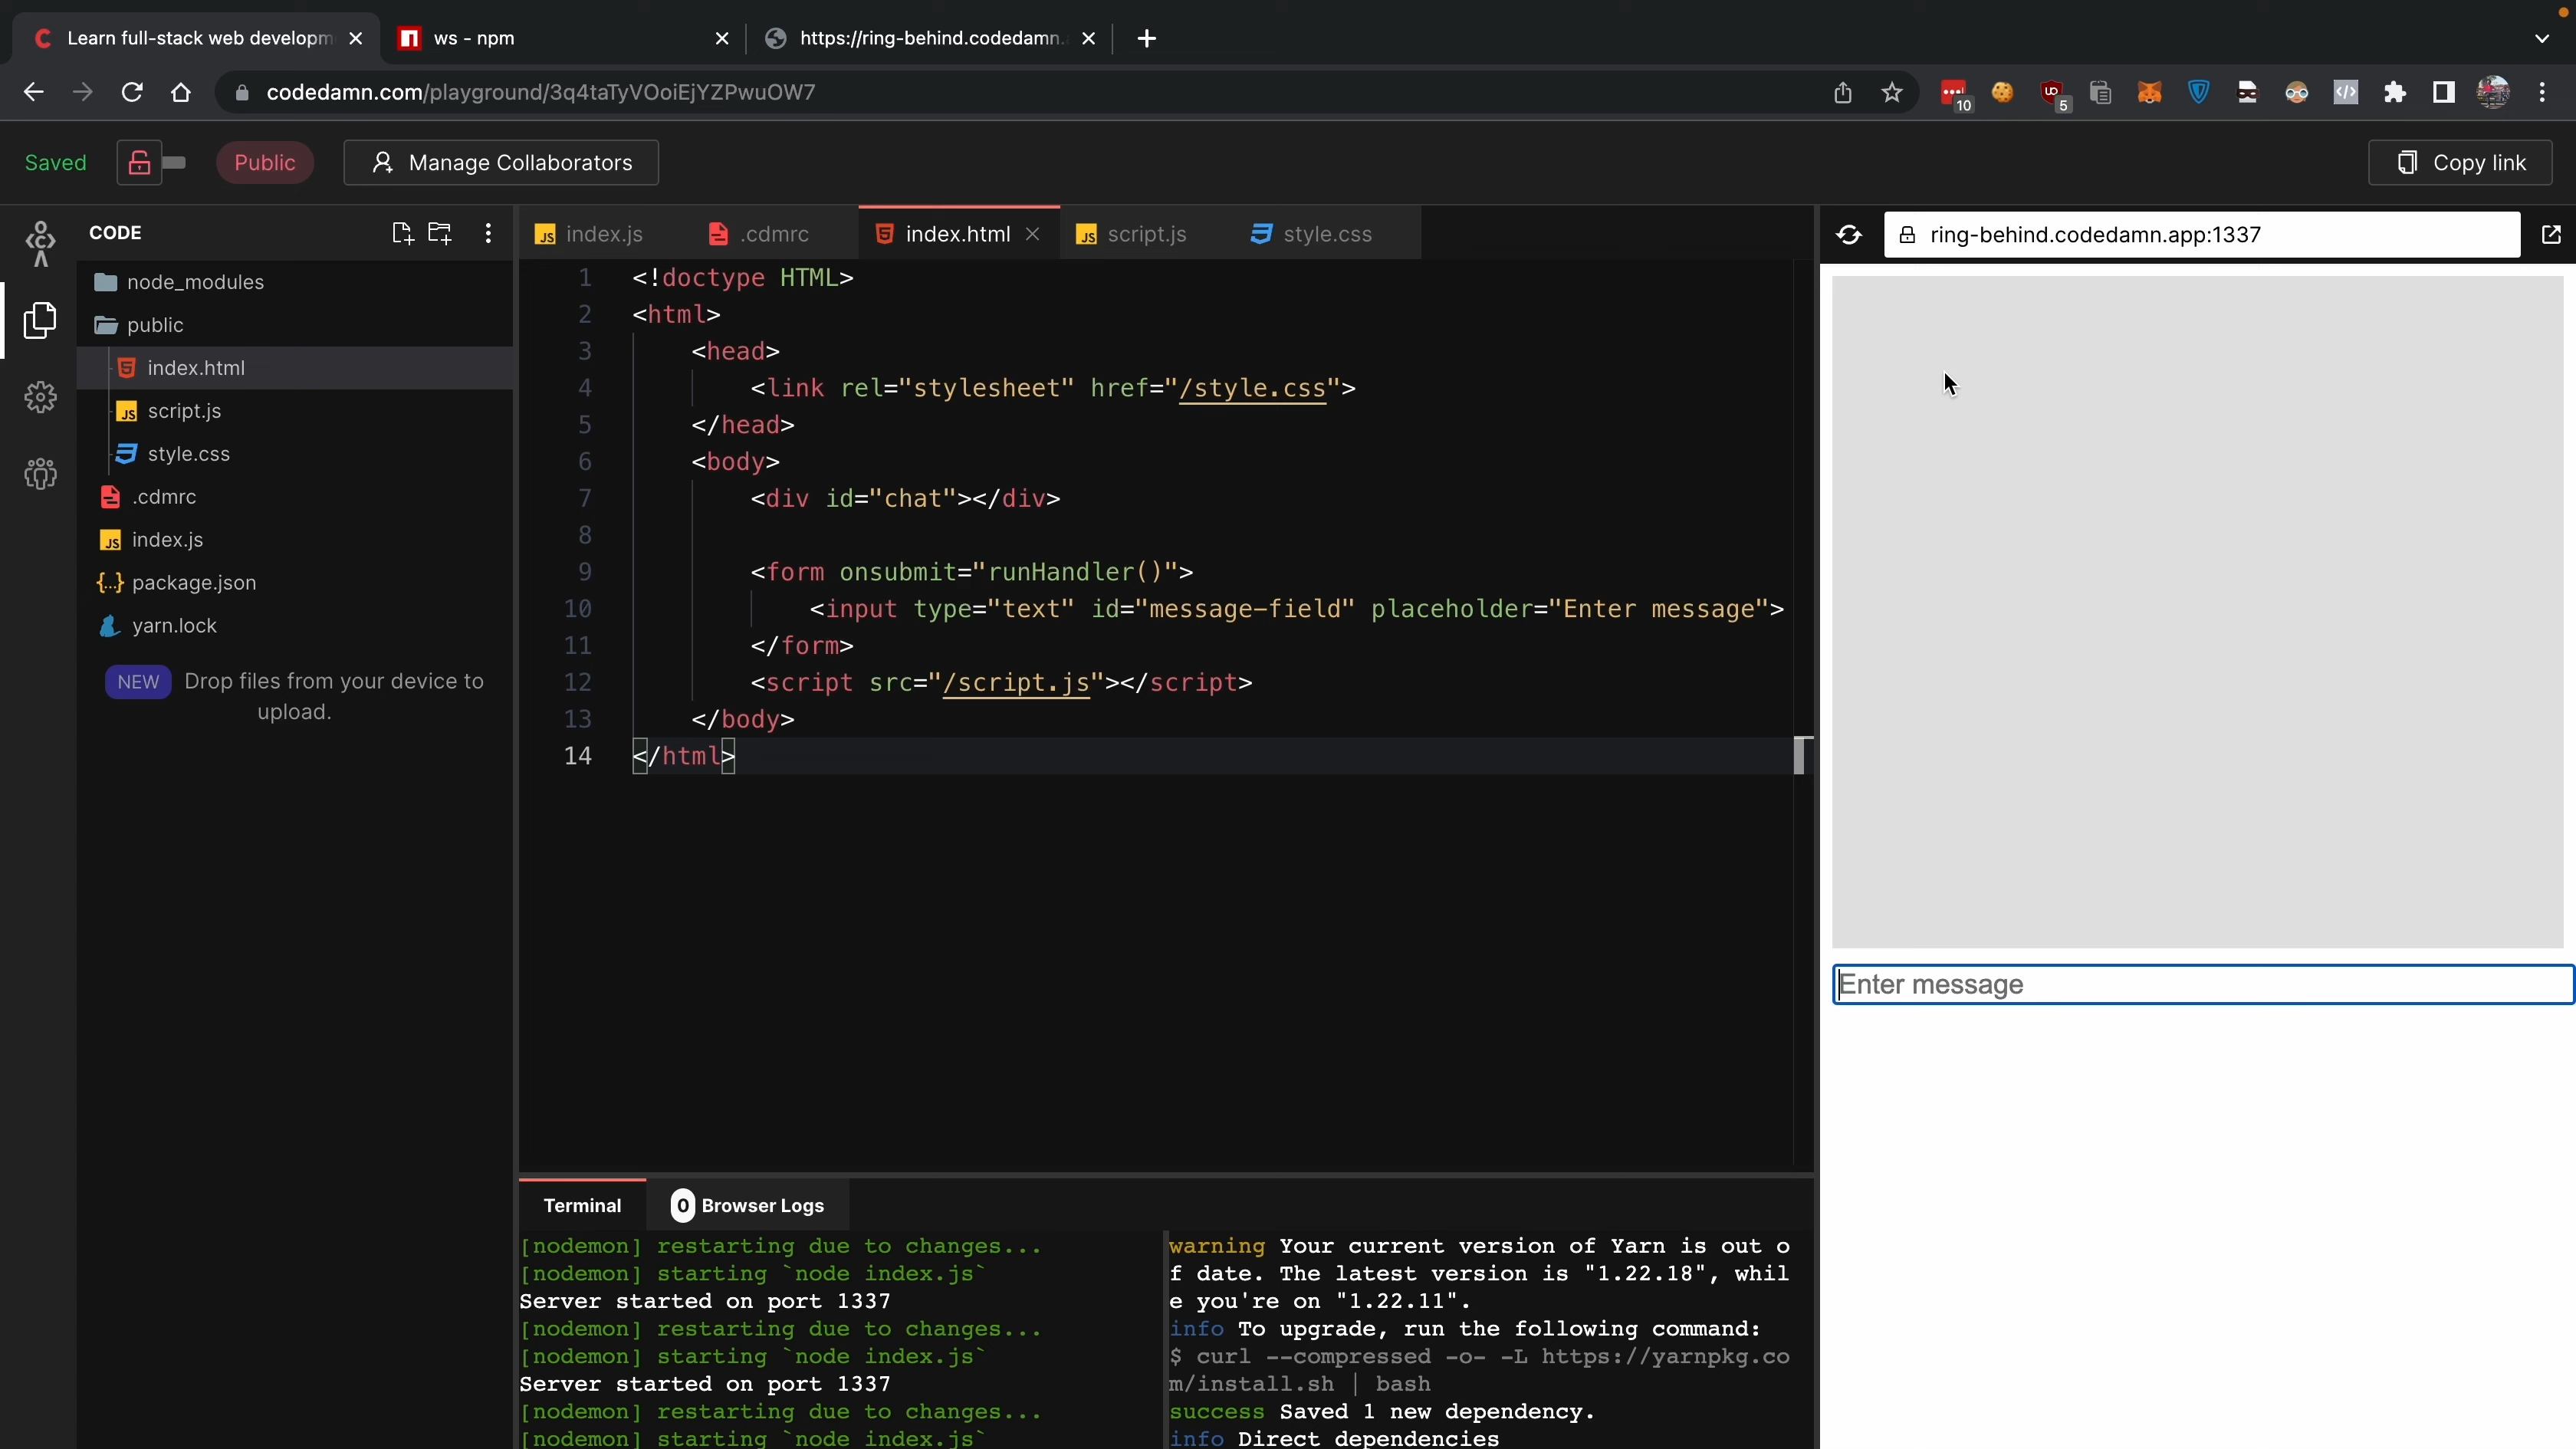 Learn full-stack web developm
ws - npm
https://ring-behind.codedamn.
codedamn.com/playground/3q4taTyVOoiEjYZPwuOW7
10
5
Saved
Public
Manage Collaborators
Copy link
CODE
node_modules
public
index.html
script.js
style.css
.cdmrc
index.js
package.json
yarn.lock
NEW Drop files from your device to
upload.
index.js
.cdmrc
index.html
script.js
style.css
1 <!doctype HTML>
2 <html>
3 <head>
4 <link rel="stylesheet" href="/style.css">
5 </head>
6 <body>
7 <div id="chat"></div>
8
9 <form onsubmit="runHandler()">
10 <input type="text" id="message-field" placeholder="Enter message">
11 </form>
12 <script src="/script.js"></script>
13 </body>
14 </html>
Terminal
0 Browser Logs
[nodemon] restarting due to changes...
[nodemon] starting `node index.js`
Server started on port 1337
[nodemon] restarting due to changes...
[nodemon] starting `node index.js`
Server started on port 1337
[nodemon] restarting due to changes...
[nodemon] starting `node index.js`
warning Your current version of Yarn is out o
f date. The latest version is "1.22.18", whil
e you're on "1.22.11".
info To upgrade, run the following command:
$ curl --compressed -o- -L https://yarnpkg.co
m/install.sh | bash
success Saved 1 new dependency.
info Direct dependencies
ring-behind.codedamn.app:1337
Enter message